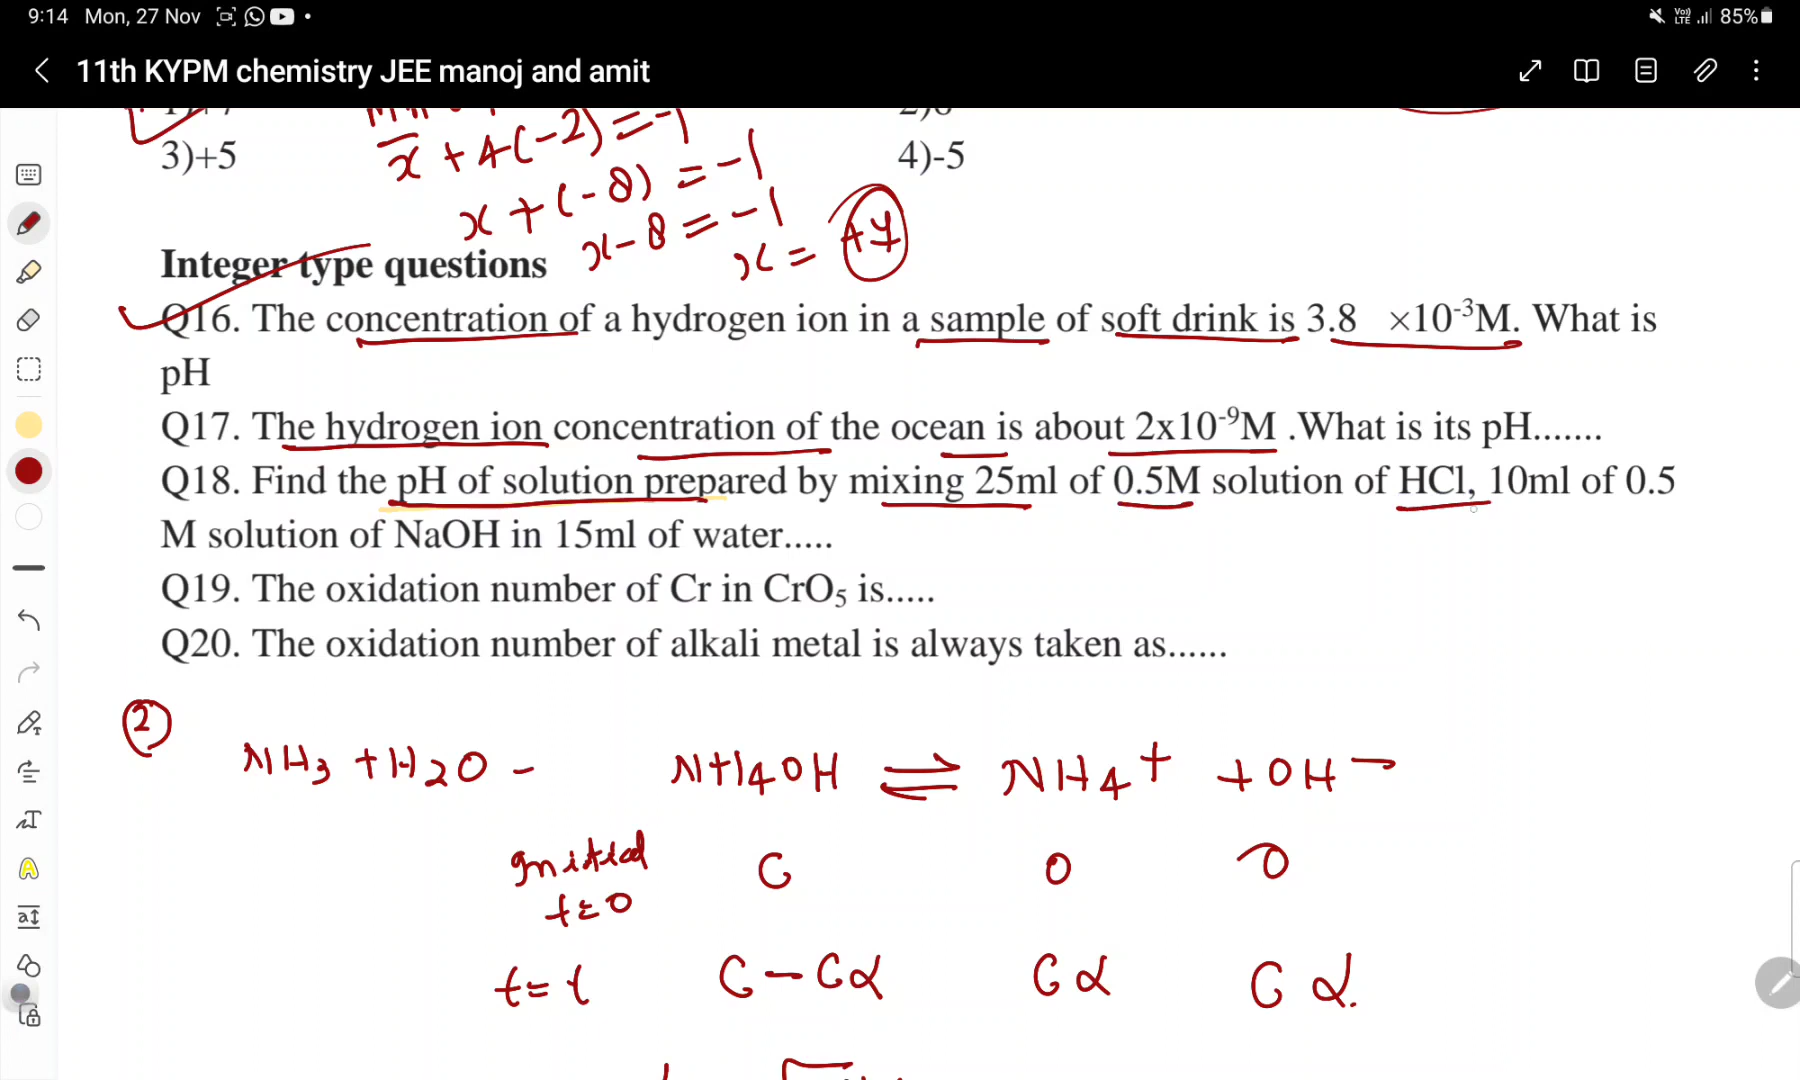 9:14 Mon, 27 Nov
85%
11th KYPM chemistry JEE manoj and amit
x + 4(-2) = -1
3)+5
4)-5
x + (-8) = -1
x - 8 = -1
x = +7
Integer type questions
Q16. The concentration of a hydrogen ion in a sample of soft drink is 3.8 ×10⁻³M. What is
pH
Q17. The hydrogen ion concentration of the ocean is about 2x10⁻⁹M .What is its pH.......
Q18. Find the pH of solution prepared by mixing 25ml of 0.5M solution of HCl, 10ml of 0.5
M solution of NaOH in 15ml of water.....
Q19. The oxidation number of Cr in CrO₅ is.....
Q20. The oxidation number of alkali metal is always taken as......
2
NH3 + H2O - NH4OH ⇌ NH4+ + OH-
Initial C O O
t=0
t=t C-Cα Cα Cα.